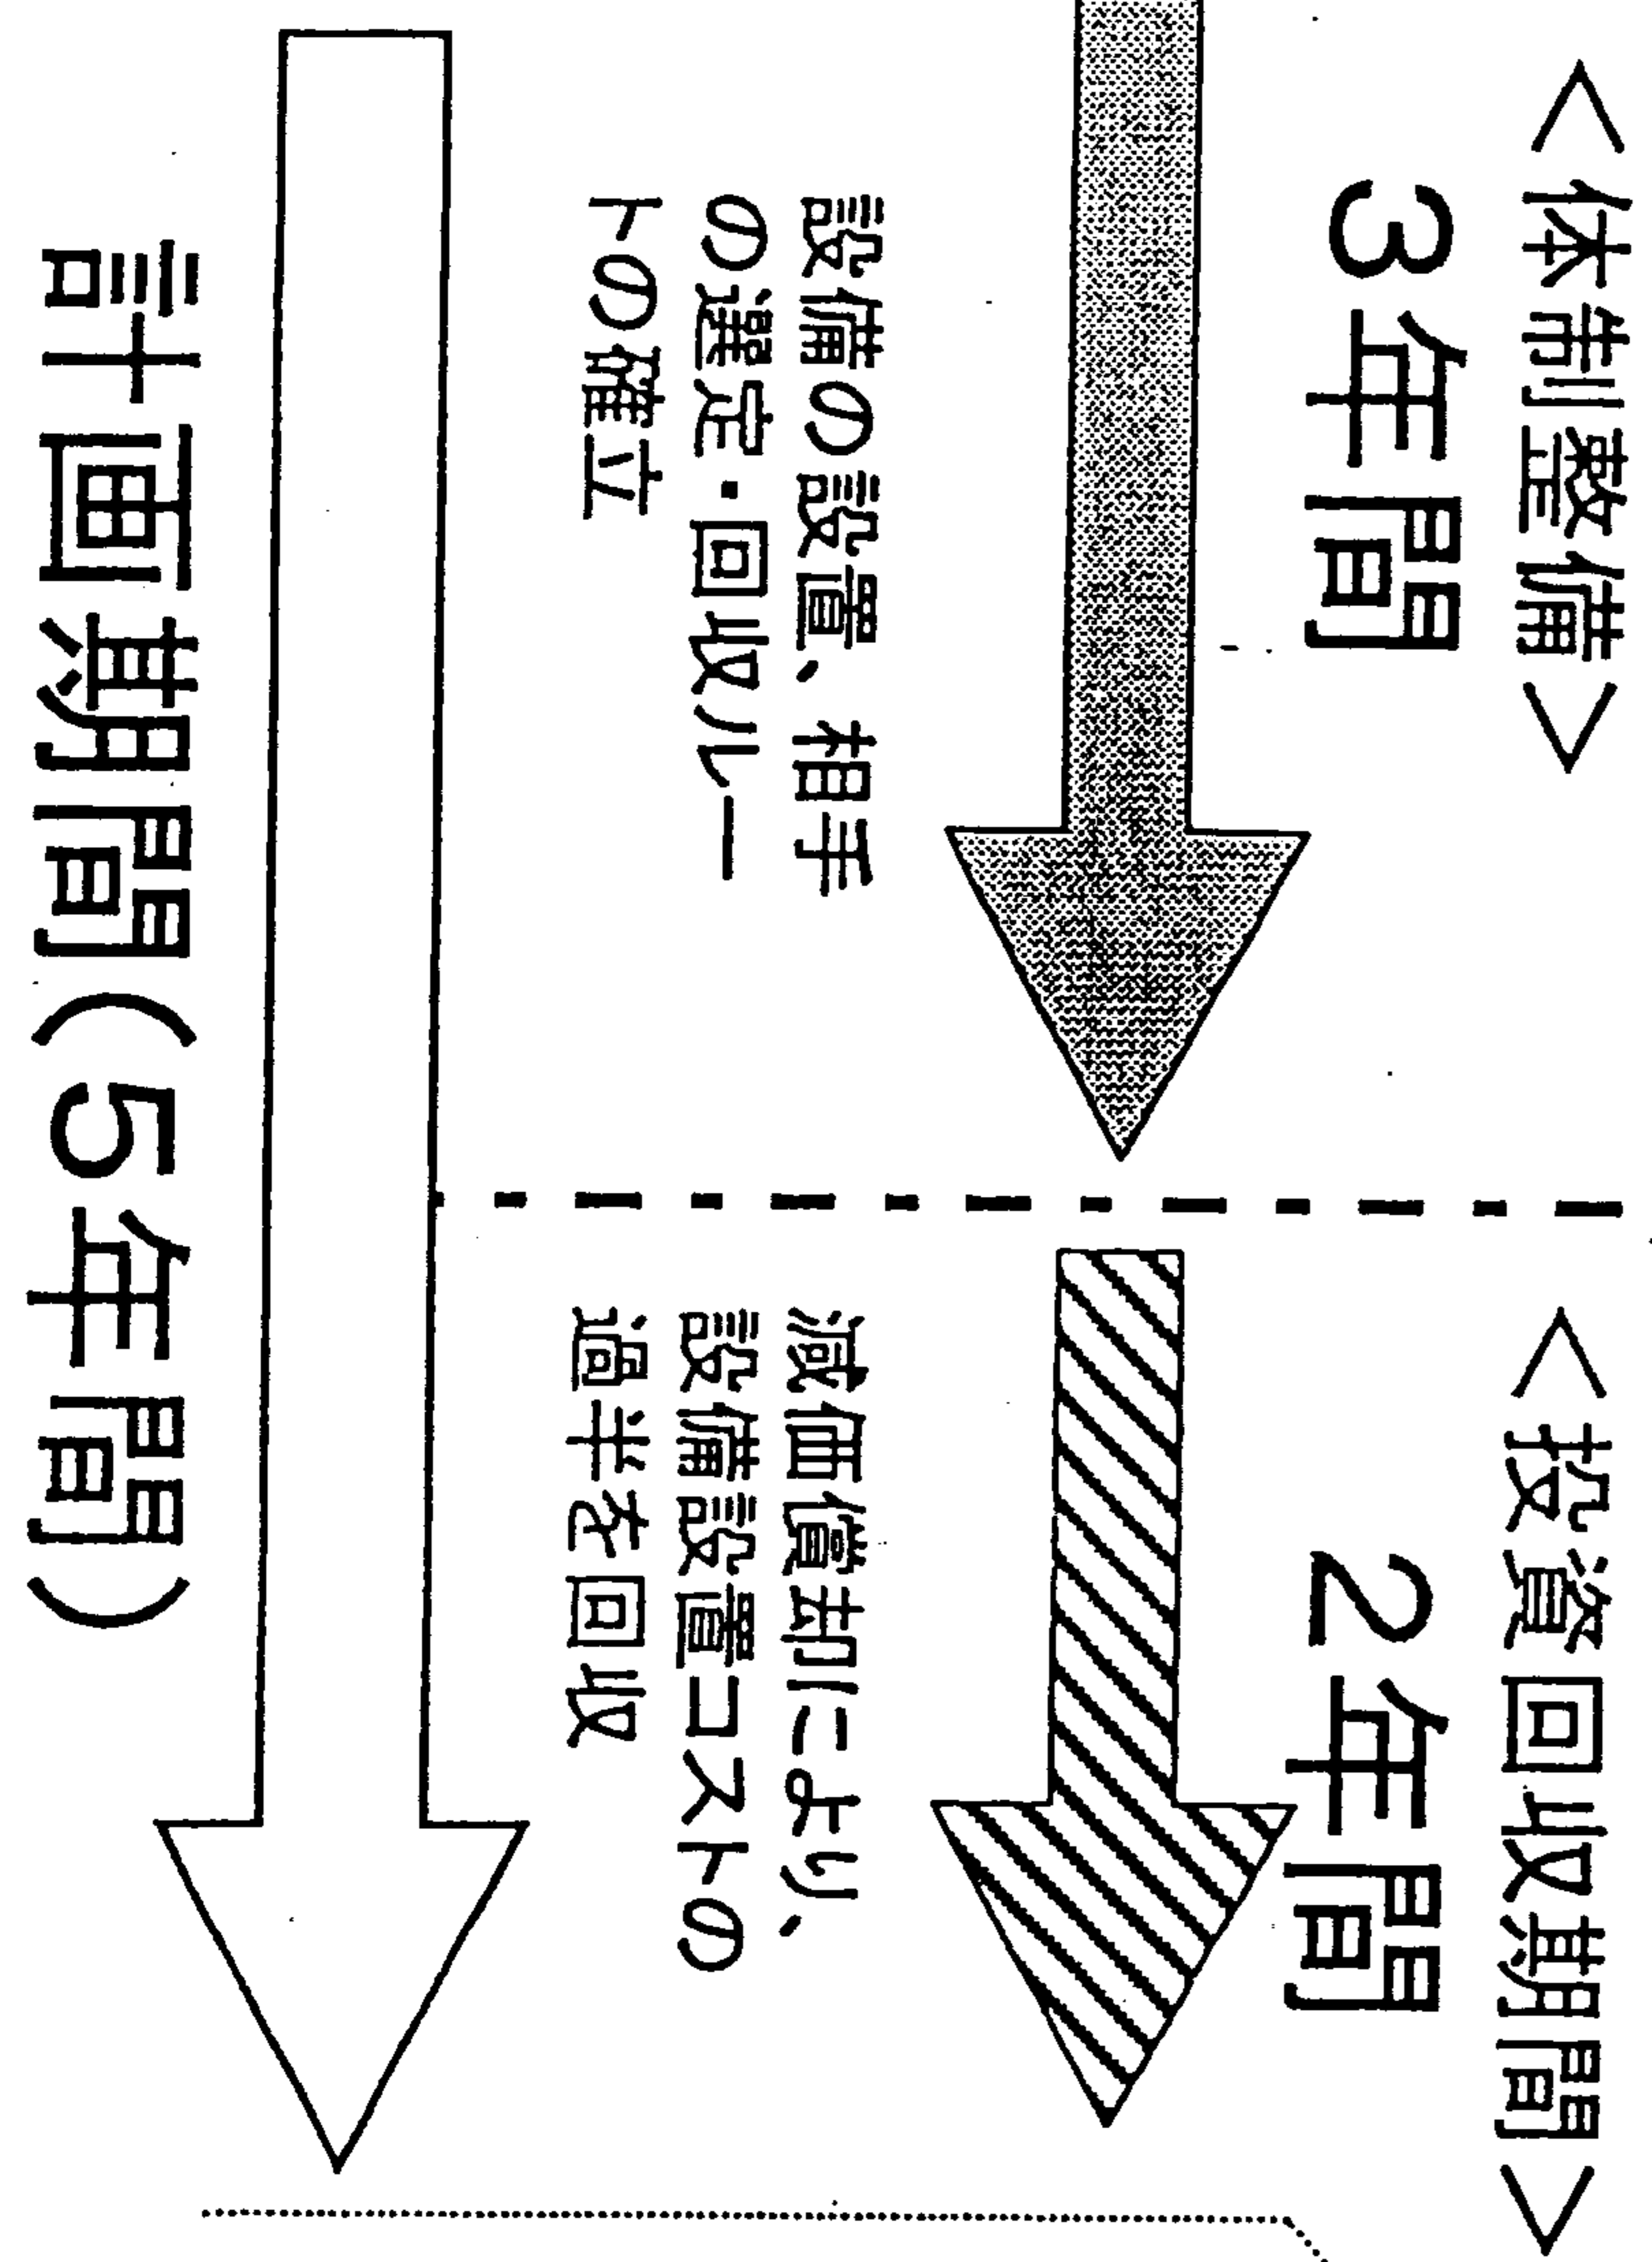 ＜体制整備＞
3年間
設備の設置、相手
の選定・回収ルー
トの確立
＜投資回収期間＞
2年間
減価償却により、
設備設置コストの
過半を回収
計画期間(5年間)